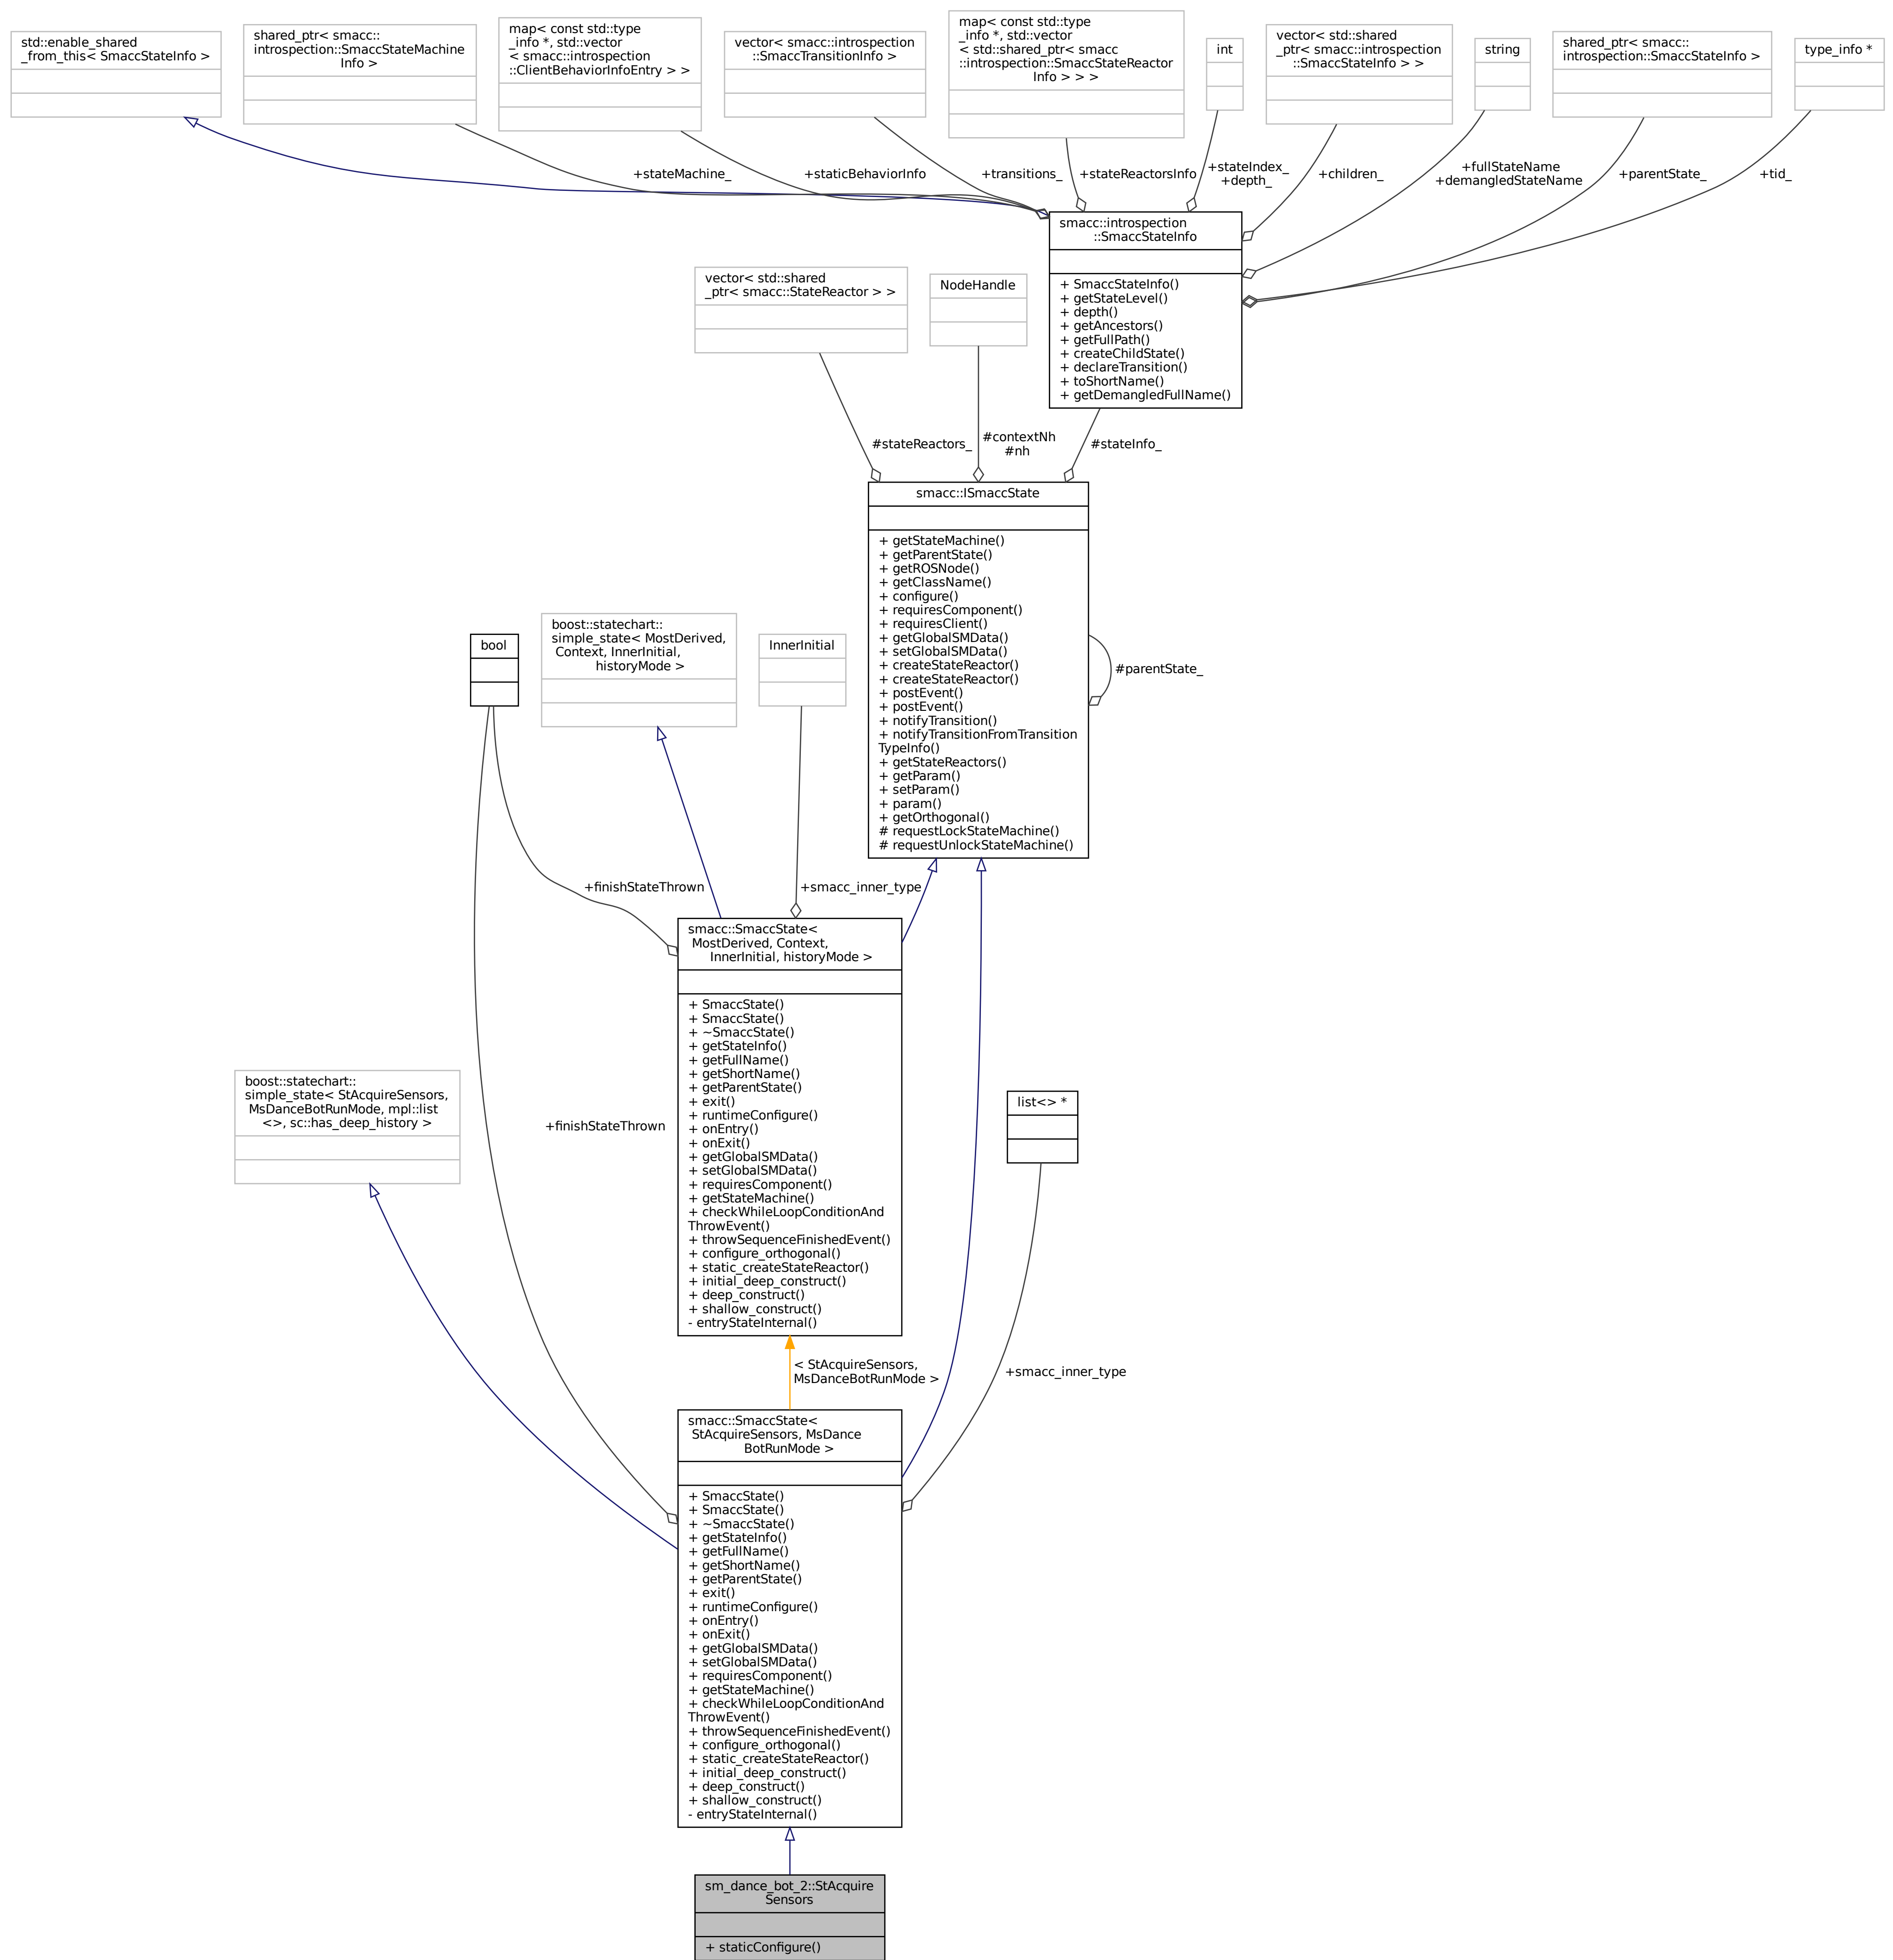 std::enable_shared
_from_this< SmaccStateInfo >
shared_ptr< smacc::
introspection::SmaccStateMachine
Info >
map< const std::type
_info *, std::vector
< smacc::introspection
::ClientBehaviorInfoEntry > >
vector< smacc::introspection
::SmaccTransitionInfo >
map< const std::type
_info *, std::vector
< std::shared_ptr< smacc
::introspection::SmaccStateReactor
Info > > >
int
vector< std::shared
_ptr< smacc::introspection
::SmaccStateInfo > >
string
shared_ptr< smacc::
introspection::SmaccStateInfo >
type_info *
+stateMachine_
+staticBehaviorInfo
+transitions_
+stateReactorsInfo
+stateIndex_
+depth_
+children_
+fullStateName
+demangledStateName
+parentState_
+tid_
smacc::introspection
::SmaccStateInfo
+ SmaccStateInfo()
+ getStateLevel()
+ depth()
+ getAncestors()
+ getFullPath()
+ createChildState()
+ declareTransition()
+ toShortName()
+ getDemangledFullName()
vector< std::shared
_ptr< smacc::StateReactor > >
NodeHandle
#stateReactors_
#contextNh
#nh
#stateInfo_
smacc::ISmaccState
+ getStateMachine()
+ getParentState()
+ getROSNode()
+ getClassName()
+ configure()
+ requiresComponent()
+ requiresClient()
+ getGlobalSMData()
+ setGlobalSMData()
+ createStateReactor()
+ createStateReactor()
+ postEvent()
+ postEvent()
+ notifyTransition()
+ notifyTransitionFromTransition
TypeInfo()
+ getStateReactors()
+ getParam()
+ setParam()
+ param()
+ getOrthogonal()
# requestLockStateMachine()
# requestUnlockStateMachine()
#parentState_
bool
boost::statechart::
simple_state< MostDerived,
Context, InnerInitial,
historyMode >
InnerInitial
+finishStateThrown
+smacc_inner_type
smacc::SmaccState<
MostDerived, Context,
InnerInitial, historyMode >
+ SmaccState()
+ SmaccState()
+ ~SmaccState()
+ getStateInfo()
+ getFullName()
+ getShortName()
+ getParentState()
+ exit()
+ runtimeConfigure()
+ onEntry()
+ onExit()
+ getGlobalSMData()
+ setGlobalSMData()
+ requiresComponent()
+ getStateMachine()
+ checkWhileLoopConditionAnd
ThrowEvent()
+ throwSequenceFinishedEvent()
+ configure_orthogonal()
+ static_createStateReactor()
+ initial_deep_construct()
+ deep_construct()
+ shallow_construct()
- entryStateInternal()
boost::statechart::
simple_state< StAcquireSensors,
MsDanceBotRunMode, mpl::list
<>, sc::has_deep_history >
+finishStateThrown
list<> *
< StAcquireSensors,
MsDanceBotRunMode >
+smacc_inner_type
smacc::SmaccState<
StAcquireSensors, MsDance
BotRunMode >
+ SmaccState()
+ SmaccState()
+ ~SmaccState()
+ getStateInfo()
+ getFullName()
+ getShortName()
+ getParentState()
+ exit()
+ runtimeConfigure()
+ onEntry()
+ onExit()
+ getGlobalSMData()
+ setGlobalSMData()
+ requiresComponent()
+ getStateMachine()
+ checkWhileLoopConditionAnd
ThrowEvent()
+ throwSequenceFinishedEvent()
+ configure_orthogonal()
+ static_createStateReactor()
+ initial_deep_construct()
+ deep_construct()
+ shallow_construct()
- entryStateInternal()
sm_dance_bot_2::StAcquire
Sensors
+ staticConfigure()